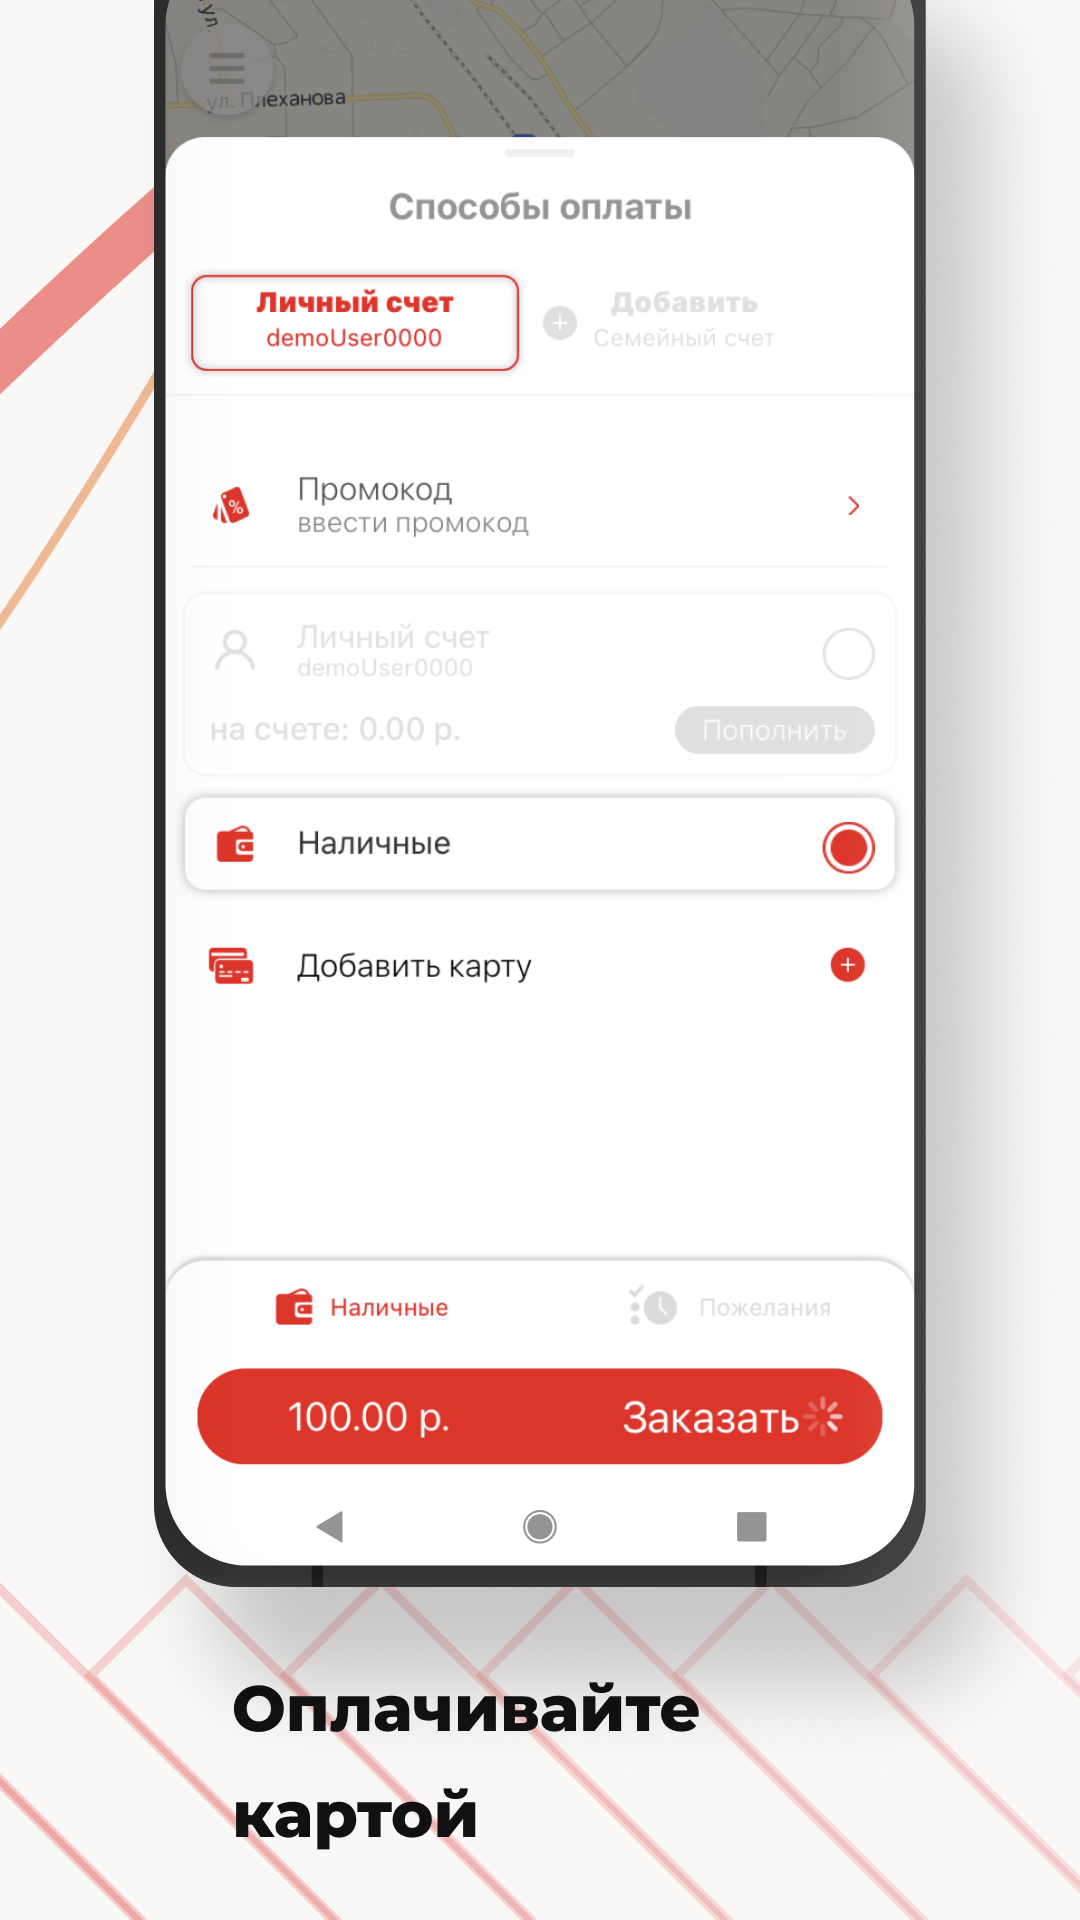 ул.
ул. Плеханова
Способы оплаты
Личный счет
demoUser0000
Добавить
Семейный счет
Промокод
ввести промокод
Личный счет
demoUser0000
на счете: 0.00 р.
Пополнить
Наличные
Добавить карту
Наличные
Пожелания
100.00 р.
Заказать
Оплачивайте
картой